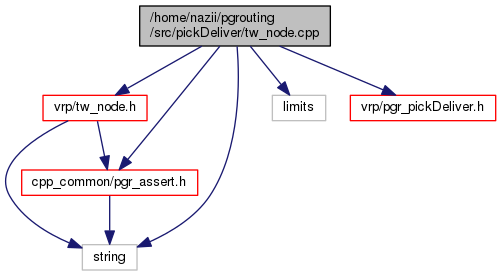 /home/nazii/pgrouting
/src/pickDeliver/tw_node.cpp
vrp/tw_node.h
limits
vrp/pgr_pickDeliver.h
cpp_common/pgr_assert.h
string